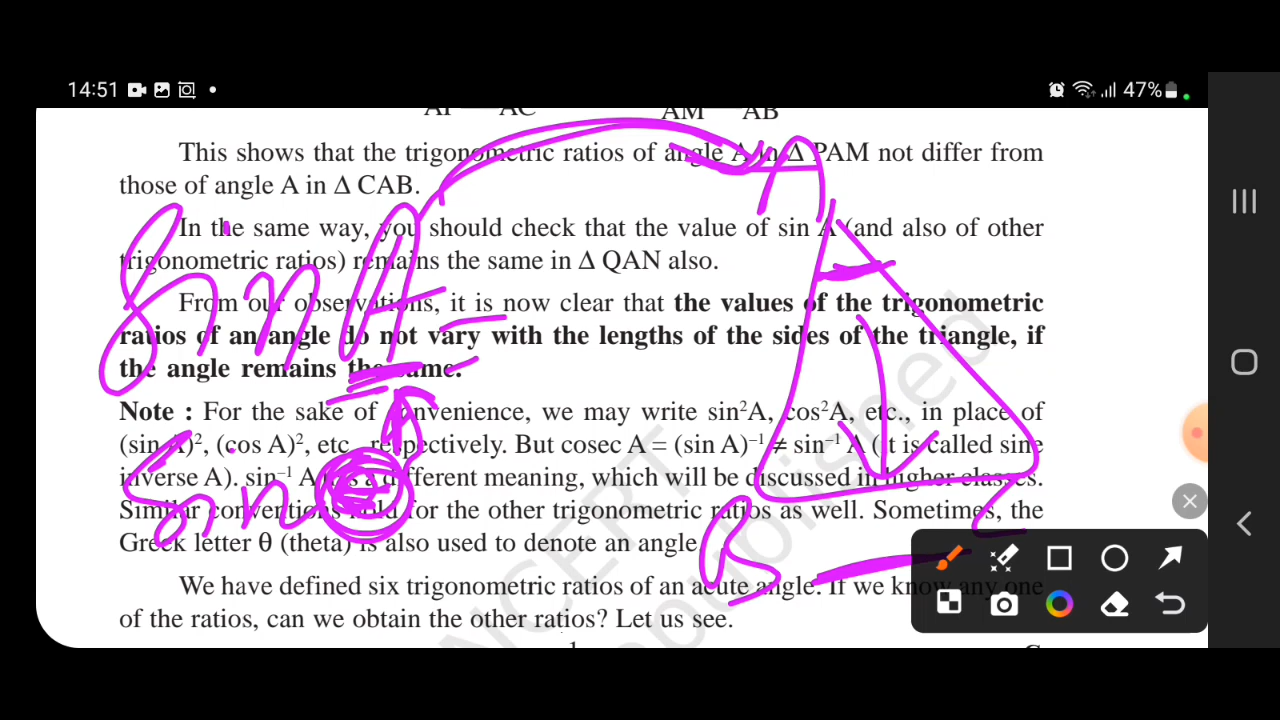 14:51 47%
AM AB
This shows that the trigonometric ratios of angle A in Δ PAM not differ from
those of angle A in Δ CAB.
In the same way, you should check that the value of sin A (and also of other
trigonometric ratios) remains the same in Δ QAN also.
From our observations, it is now clear that the values of the trigonometric
ratios of an angle do not vary with the lengths of the sides of the triangle, if
the angle remains the same.
Note : For the sake of convenience, we may write sin²A, cos²A, etc., in place of
(sin A)², (cos A)², etc., respectively. But cosec A = (sin A)⁻¹ ≠ sin⁻¹ A (it is called sine
inverse A). sin⁻¹ A has a different meaning, which will be discussed in higher classes.
Similar conventions hold for the other trigonometric ratios as well. Sometimes, the
Greek letter θ (theta) is also used to denote an angle
We have defined six trigonometric ratios of an acute angle. If we know any one
of the ratios, can we obtain the other ratios? Let us see.
Sin A
A
Sin
B
NCERT
republished